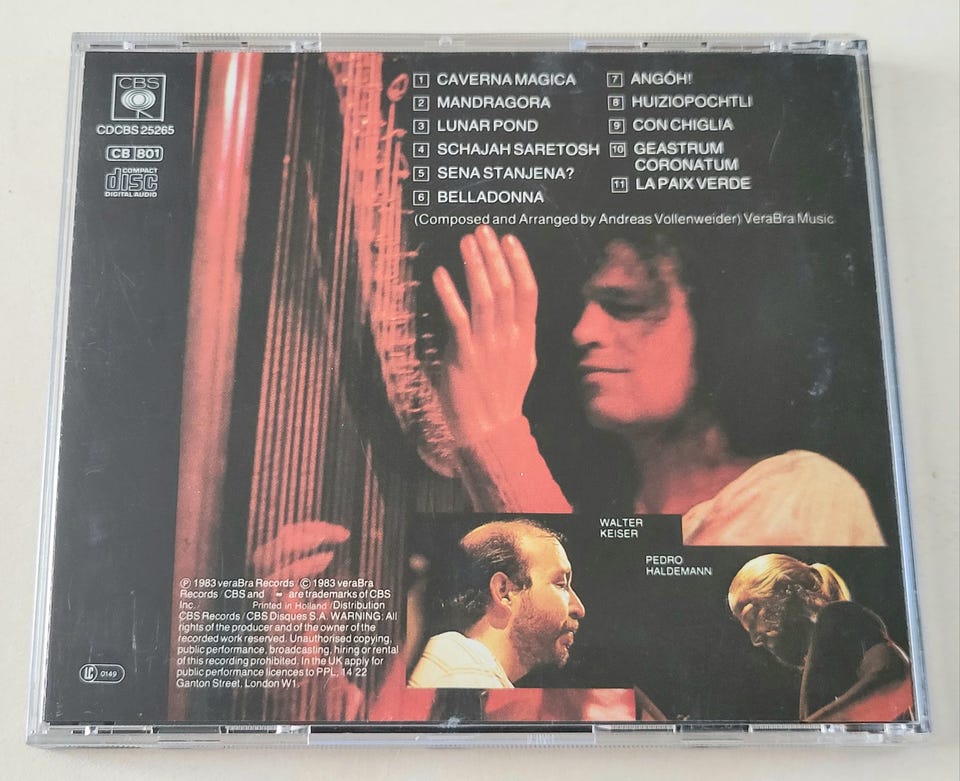 CBS
CDCBS 25265
CB 801
COMPACT
disc
DIGITAL AUDIO
1 CAVERNA MAGICA
2 MANDRAGORA
3 LUNAR POND
4 SCHAJAH SARETOSH
5 SENA STANJENA?
6 BELLADONNA
7 ANGÓH!
8 HUIZIOPOCHTLI
9 CON CHIGLIA
10 GEASTRUM
CORONATUM
11 LA PAIX VERDE
(Composed and Arranged by Andreas Vollenweider) VeraBra Music
WALTER
KEISER
PEDRO
HALDEMANN
Ⓟ 1983 veraBra Records Ⓒ 1983 veraBra
Records / CBS and are trademarks of CBS
Inc. Printed in Holland / Distribution
CBS Records / CBS Disques S.A. WARNING: All
rights of the producer and of the owner of the
recorded work reserved. Unauthorised copying,
public performance, broadcasting, hiring or rental
of this recording prohibited. In the UK apply for
public performance licences to PPL, 14 22
Ganton Street, London W1.
LC 0149